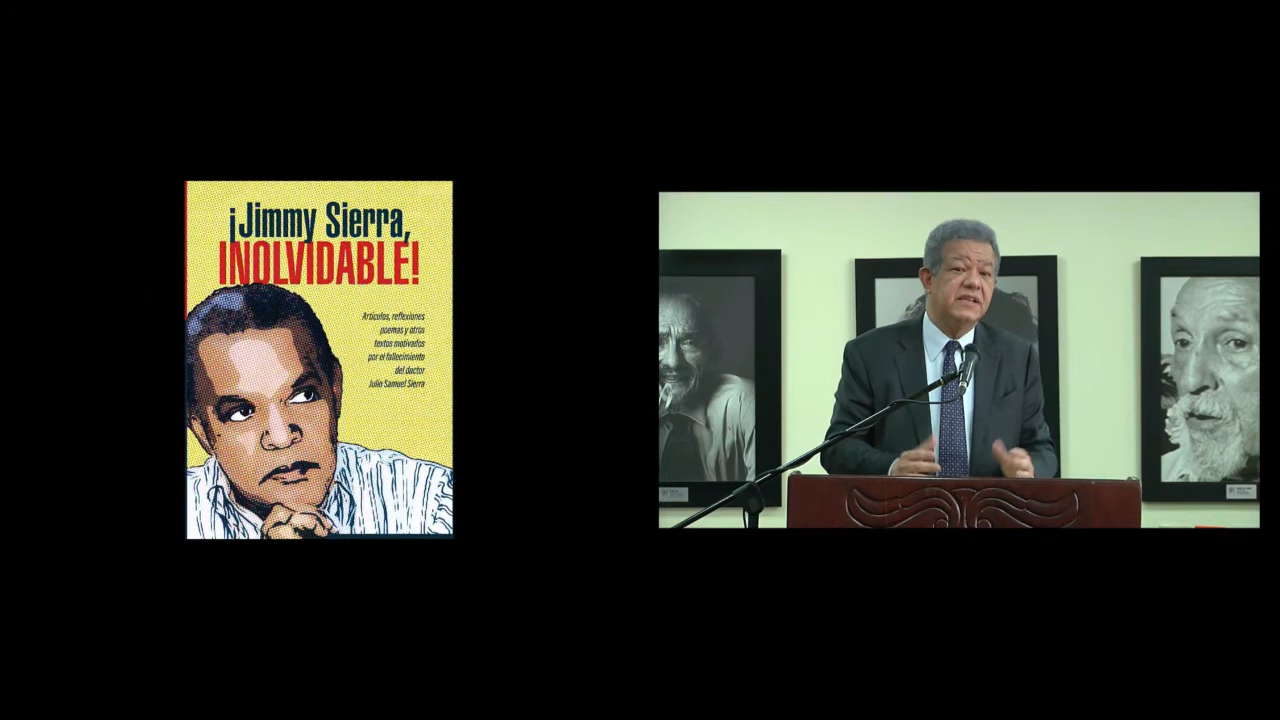 ¡Jimmy Sierra,
INOLVIDABLE!
Artículos, reflexiones
poemas y otros
textos motivados
por el fallecimiento
del doctor
Julio Samuel Sierra